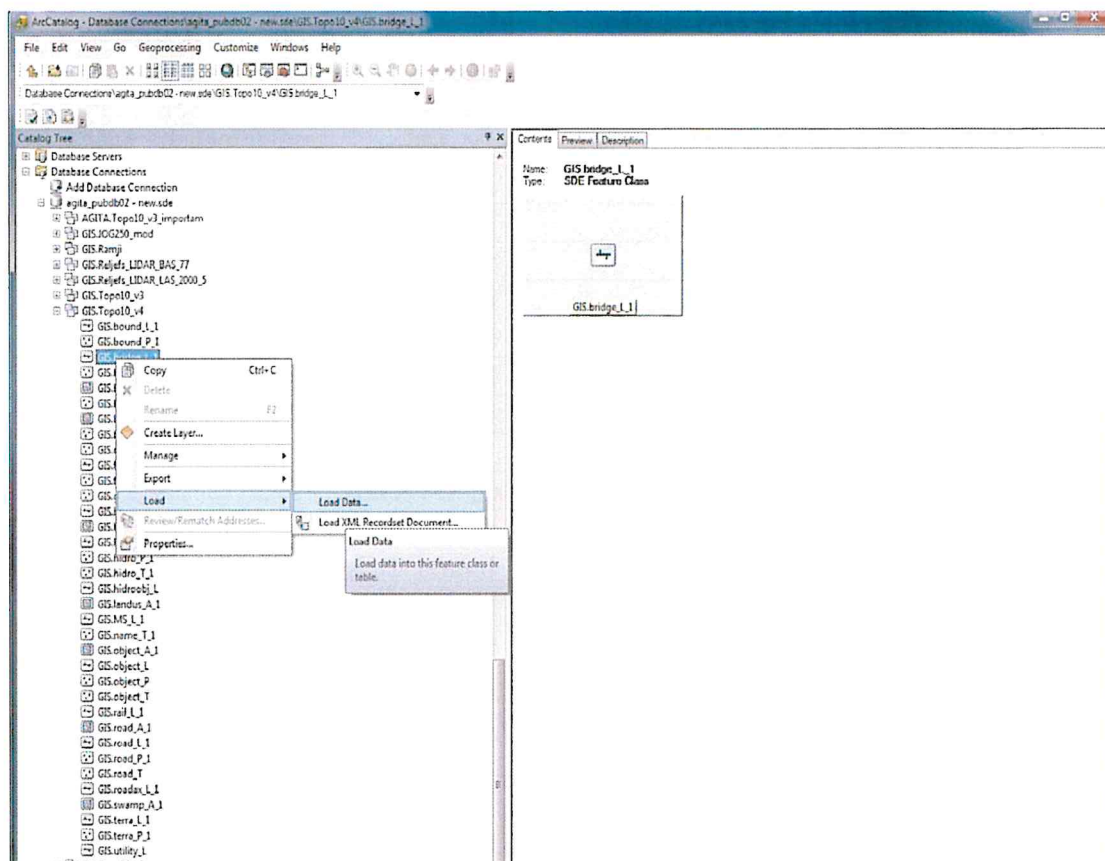 ArcCatalog - Database Connections\agita_pubdb02 - new.sde\GIS.Topo10_v4\GIS.bridge_L_1
File Edit View Go Geoprocessing Customize Windows Help
Database Connections\agita_pubdb02 - new.sde\GIS.Topo10_v4\GIS.bridge_L_1
Catalog Tree
Database Servers
Database Connections
Add Database Connection
agita_pubdb02 - new.sde
AGITA.Topo10_v3_importam
GIS.JOG250_mod
GIS.Ramji
GIS.Reljefs_LIDAR_BAS_77
GIS.Reljefs_LIDAR_LAS_2000_5
GIS.Topo10_v3
GIS.Topo10_v4
GIS.bound_L_1
GIS.bound_P_1
GIS.bridge_L_1
Copy Ctrl+C
Delete
Rename F2
Create Layer...
Manage
Export
Load
Review/Rematch Addresses...
Properties...
Load Data...
Load XML Recordset Document...
Load Data
Load data into this feature class or
table.
GIS.hidro_P_1
GIS.hidro_T_1
GIS.hidroobj_L
GIS.landus_A_1
GIS.MS_L_1
GIS.name_T_1
GIS.object_A_1
GIS.object_L
GIS.object_P
GIS.object_T
GIS.rail_L_1
GIS.road_A_1
GIS.road_L_1
GIS.road_P_1
GIS.road_T
GIS.roadax_L_1
GIS.swamp_A_1
GIS.terra_L_1
GIS.terra_P_1
GIS.utility_L
Contents Preview Description
Name: GIS.bridge_L_1
Type: SDE Feature Class
GIS.bridge_L_1